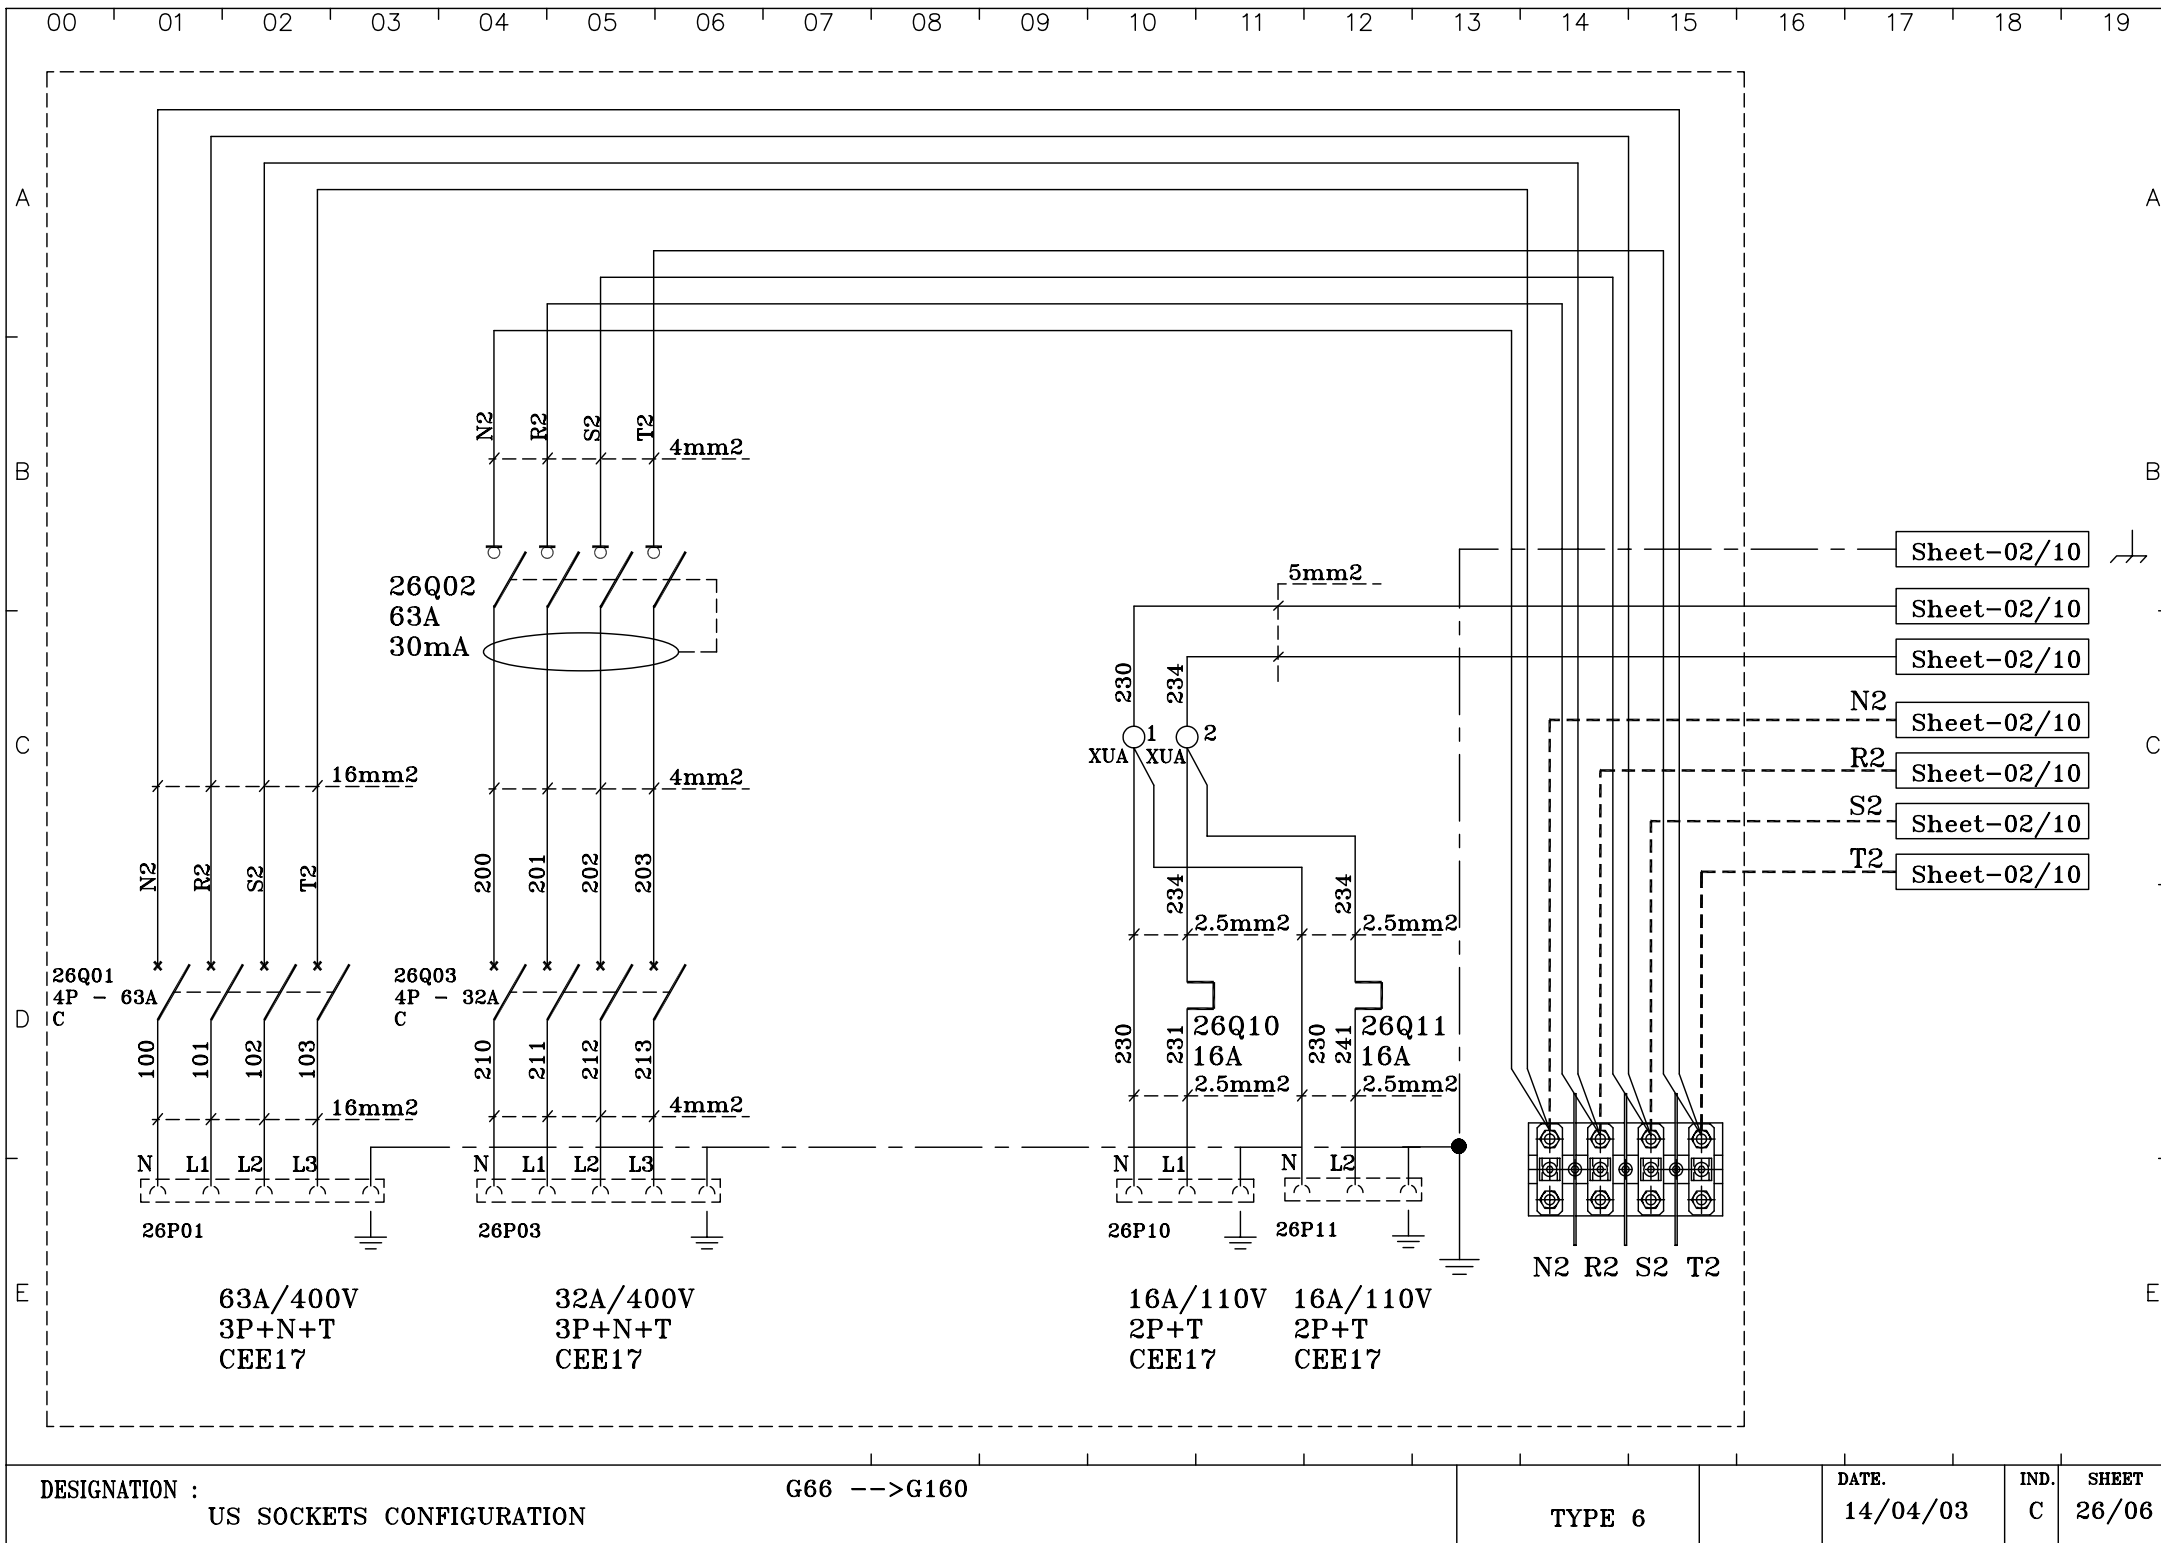 00 01 02 03 04 05 06 07 08 09 10 11 12 13 14 15 16 17 18 19
A A
N2 R2 S2 T2
4mm2
B B
26Q02
63A
30mA
5mm2
Sheet-02/10
Sheet-02/10
Sheet-02/10
N2 Sheet-02/10
R2 Sheet-02/10
S2 Sheet-02/10
T2 Sheet-02/10
230 234
1 2
XUA XUA
C C
16mm2 4mm2
N2 R2 S2 T2
200 201 202 203
234 234
2.5mm2 2.5mm2
26Q01
4P - 63A
C
26Q03
4P - 32A
C
D
100 101 102 103
210 211 212 213
230 231 230 241
26Q10
16A
26Q11
16A
2.5mm2 2.5mm2
16mm2 4mm2
N L1 L2 L3
N L1 L2 L3
N L1 N L2
26P01 26P03 26P10 26P11
N2 R2 S2 T2
E E
63A/400V
3P+N+T
CEE17
32A/400V
3P+N+T
CEE17
16A/110V
2P+T
CEE17
16A/110V
2P+T
CEE17
DESIGNATION :
US SOCKETS CONFIGURATION
G66 -->G160
TYPE 6
DATE.
14/04/03
IND.
C
SHEET
26/06